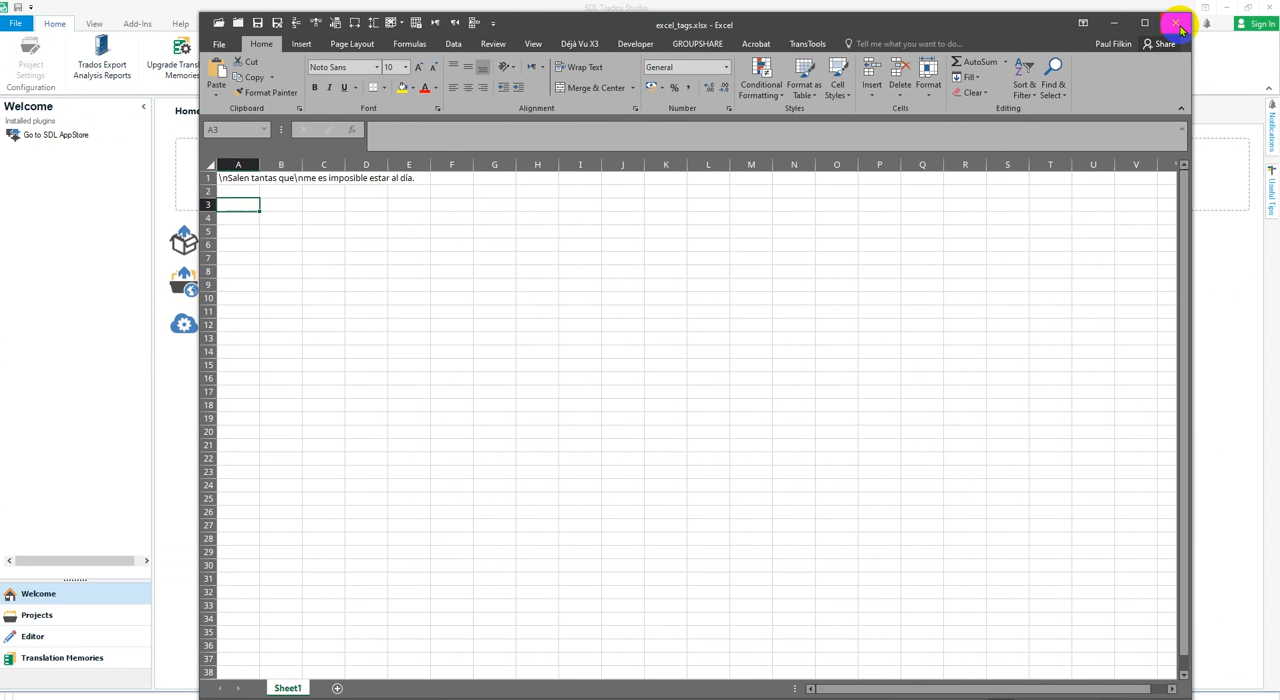 SDL Trados Studio
File
Home
View
Add-Ins
Help
Sign In
Project
Settings
Configuration
Trados Export
Analysis Reports
Upgrade Trans
Memories
Welcome
Installed plugins
Go to SDL AppStore
Home
Notifications
Useful Tips
Welcome
Projects
Editor
Translation Memories
excel_tags.xlsx - Excel
File
Home
Insert
Page Layout
Formulas
Data
Review
View
Déjà Vu X3
Developer
GROUPSHARE
Acrobat
TransTools
Tell me what you want to do...
Paul Filkin
Share
Paste
Cut
Copy
Format Painter
Clipboard
Noto Sans
10
B I U
Font
Wrap Text
Merge & Center
Alignment
General
% ,
Number
Conditional
Formatting
Format as
Table
Cell
Styles
Styles
Insert
Delete
Format
Cells
AutoSum
Fill
Clear
Sort &
Filter
Find &
Select
Editing
A3
fx
A B C D E F G H I J K L M N O P Q R S T U V
1 \nSalen tantas que\nme es imposible estar al día.
2
3
4
5
6
7
8
9
10
11
12
13
14
15
16
17
18
19
20
21
22
23
24
25
26
27
28
29
30
31
32
33
34
35
36
37
38
Sheet1